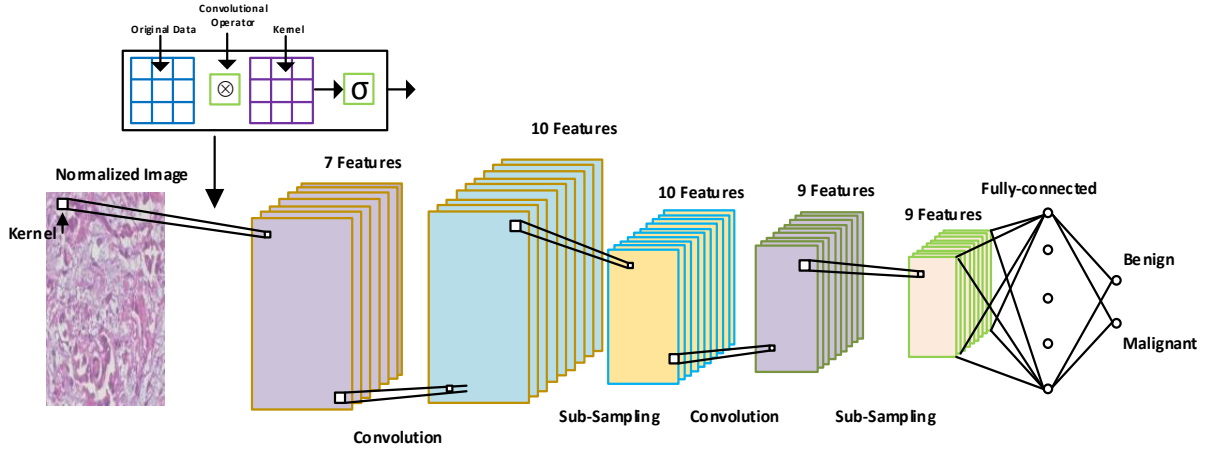 Convolutional
Operator
Original Data
Kernel
⊗
σ
10 Features
7 Features
Normalized Image
10 Features
9 Features
Fully-connected
9 Features
Kernel
Benign
Malignant
Sub-Sampling
Convolution
Sub-Sampling
Convolution